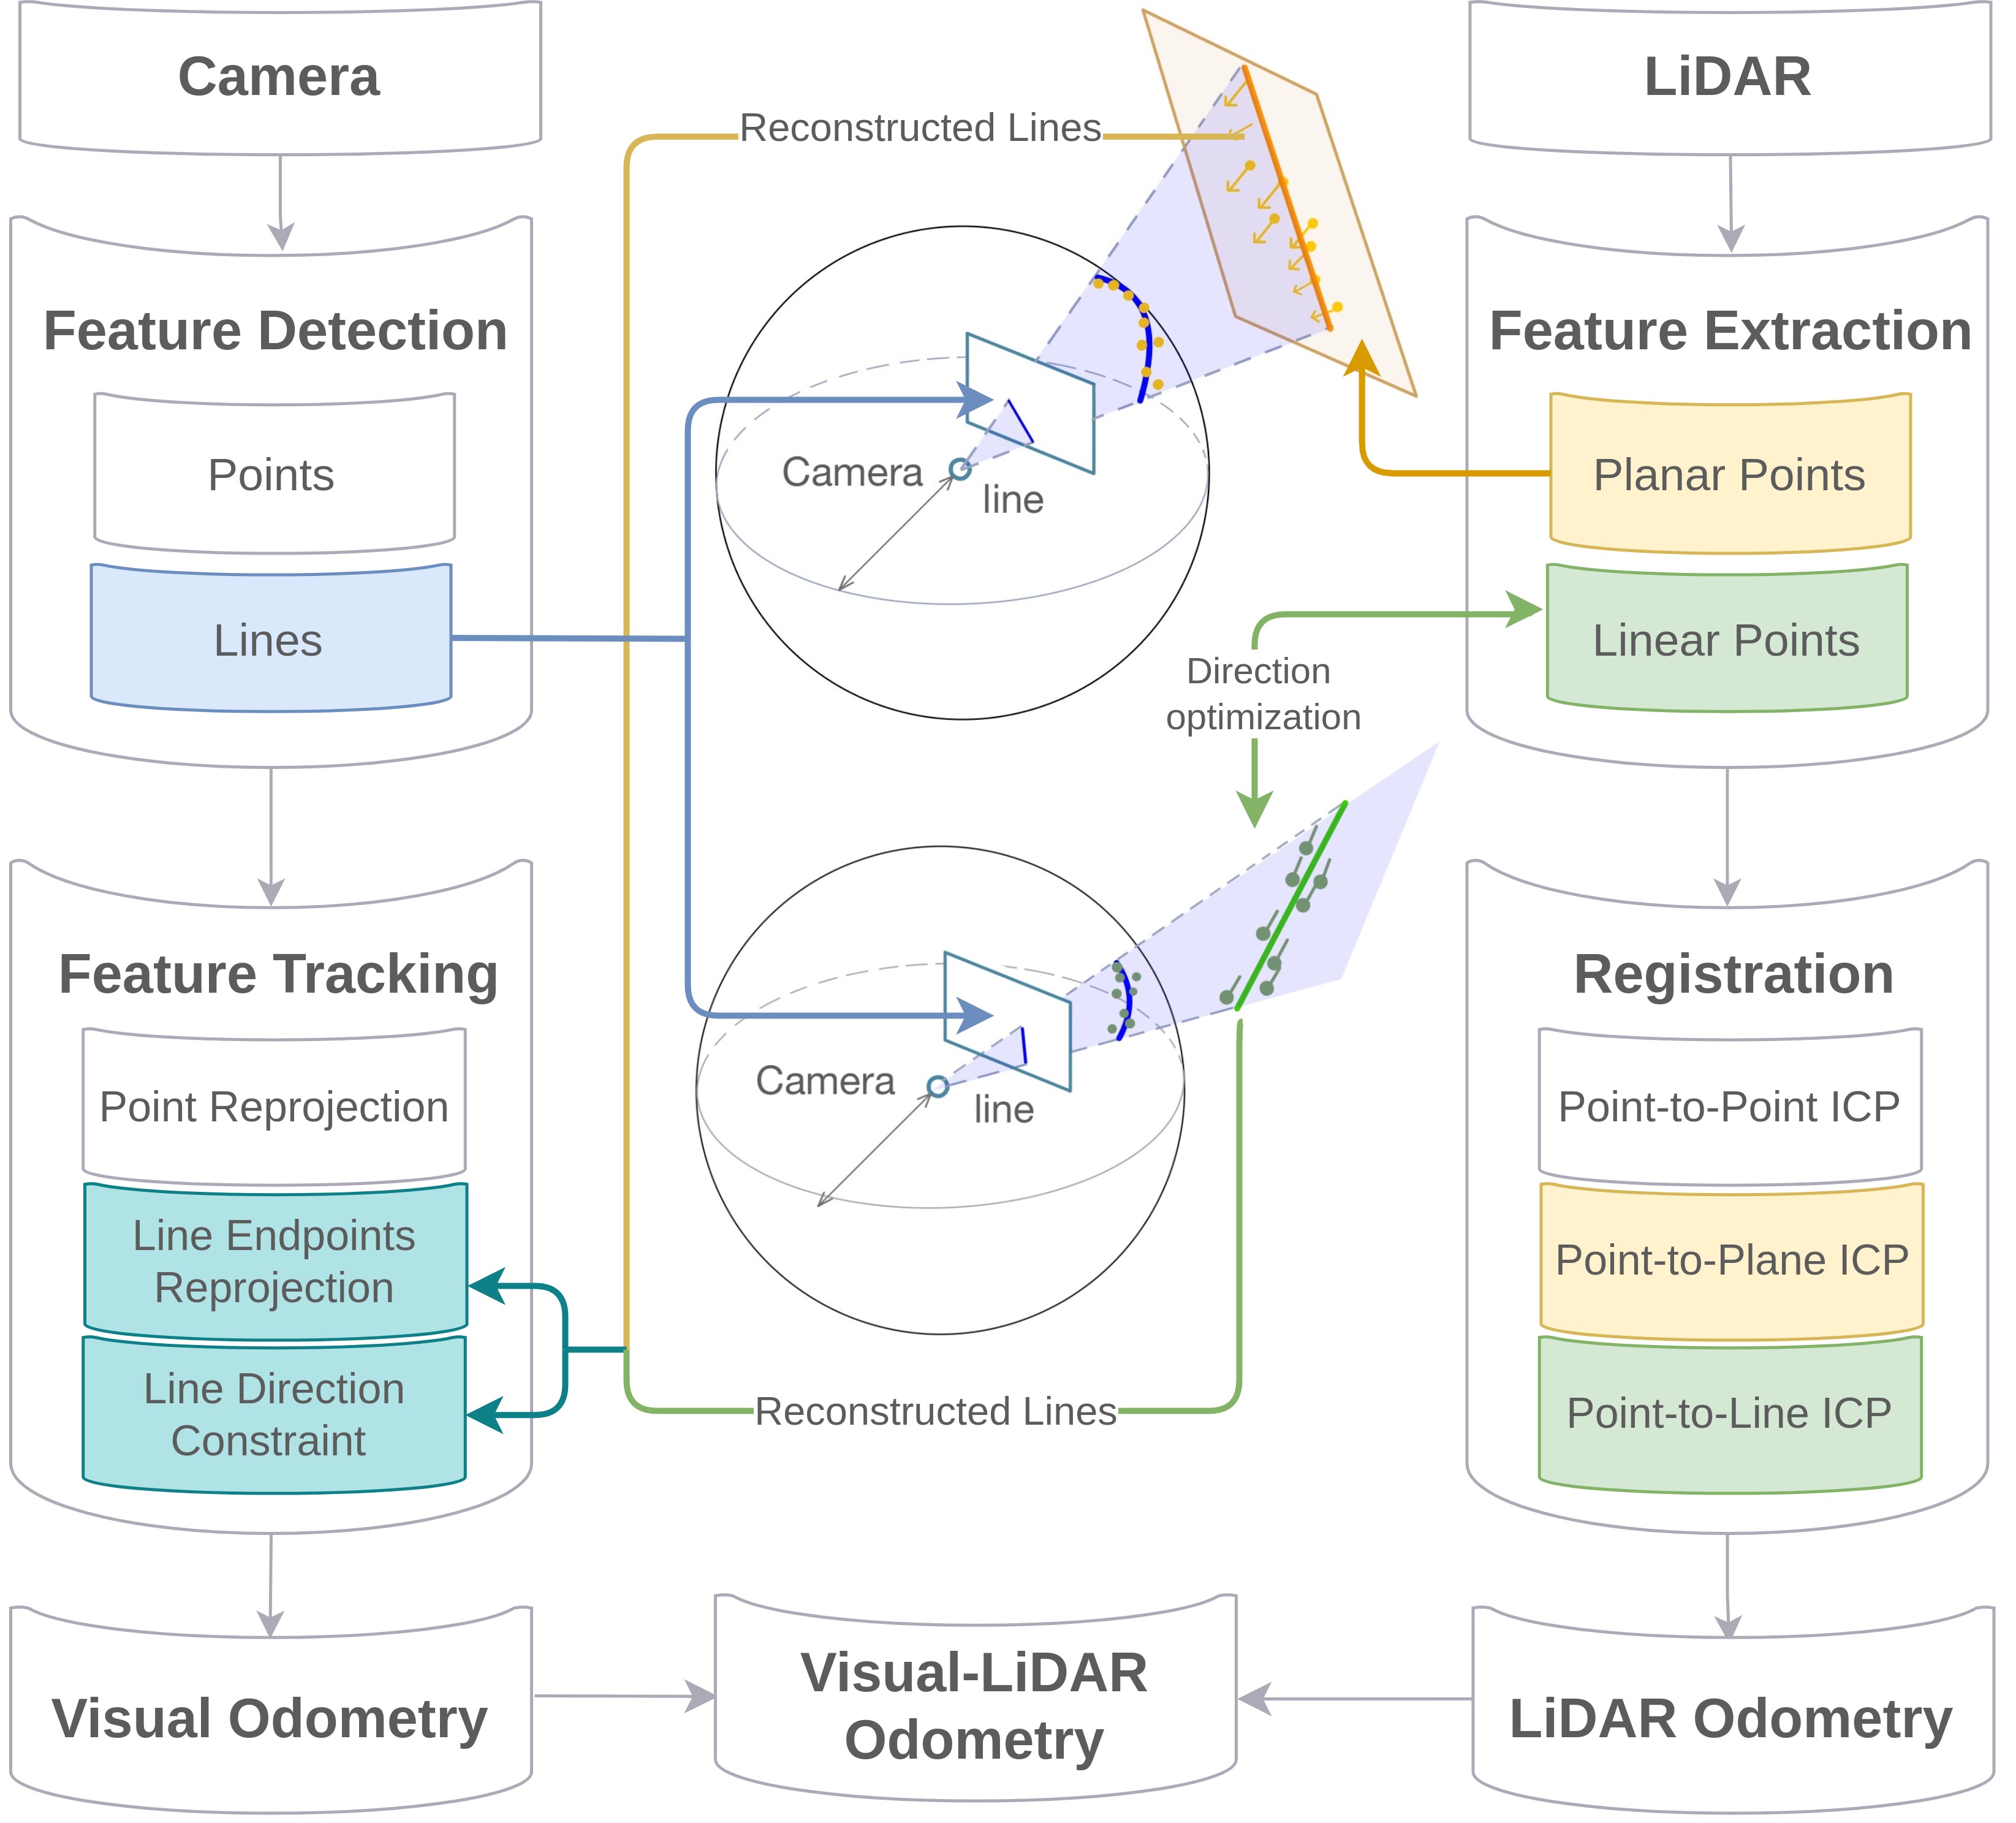 Camera
LiDAR
Reconstructed Lines
Feature Detection
Points
Lines
Camera
line
Feature Extraction
Planar Points
Linear Points
Direction
optimization
Feature Tracking
Point Reprojection
Line Endpoints
Reprojection
Line Direction
Constraint
Camera
line
Reconstructed Lines
Registration
Point-to-Point ICP
Point-to-Plane ICP
Point-to-Line ICP
Visual Odometry
Visual-LiDAR
Odometry
LiDAR Odometry